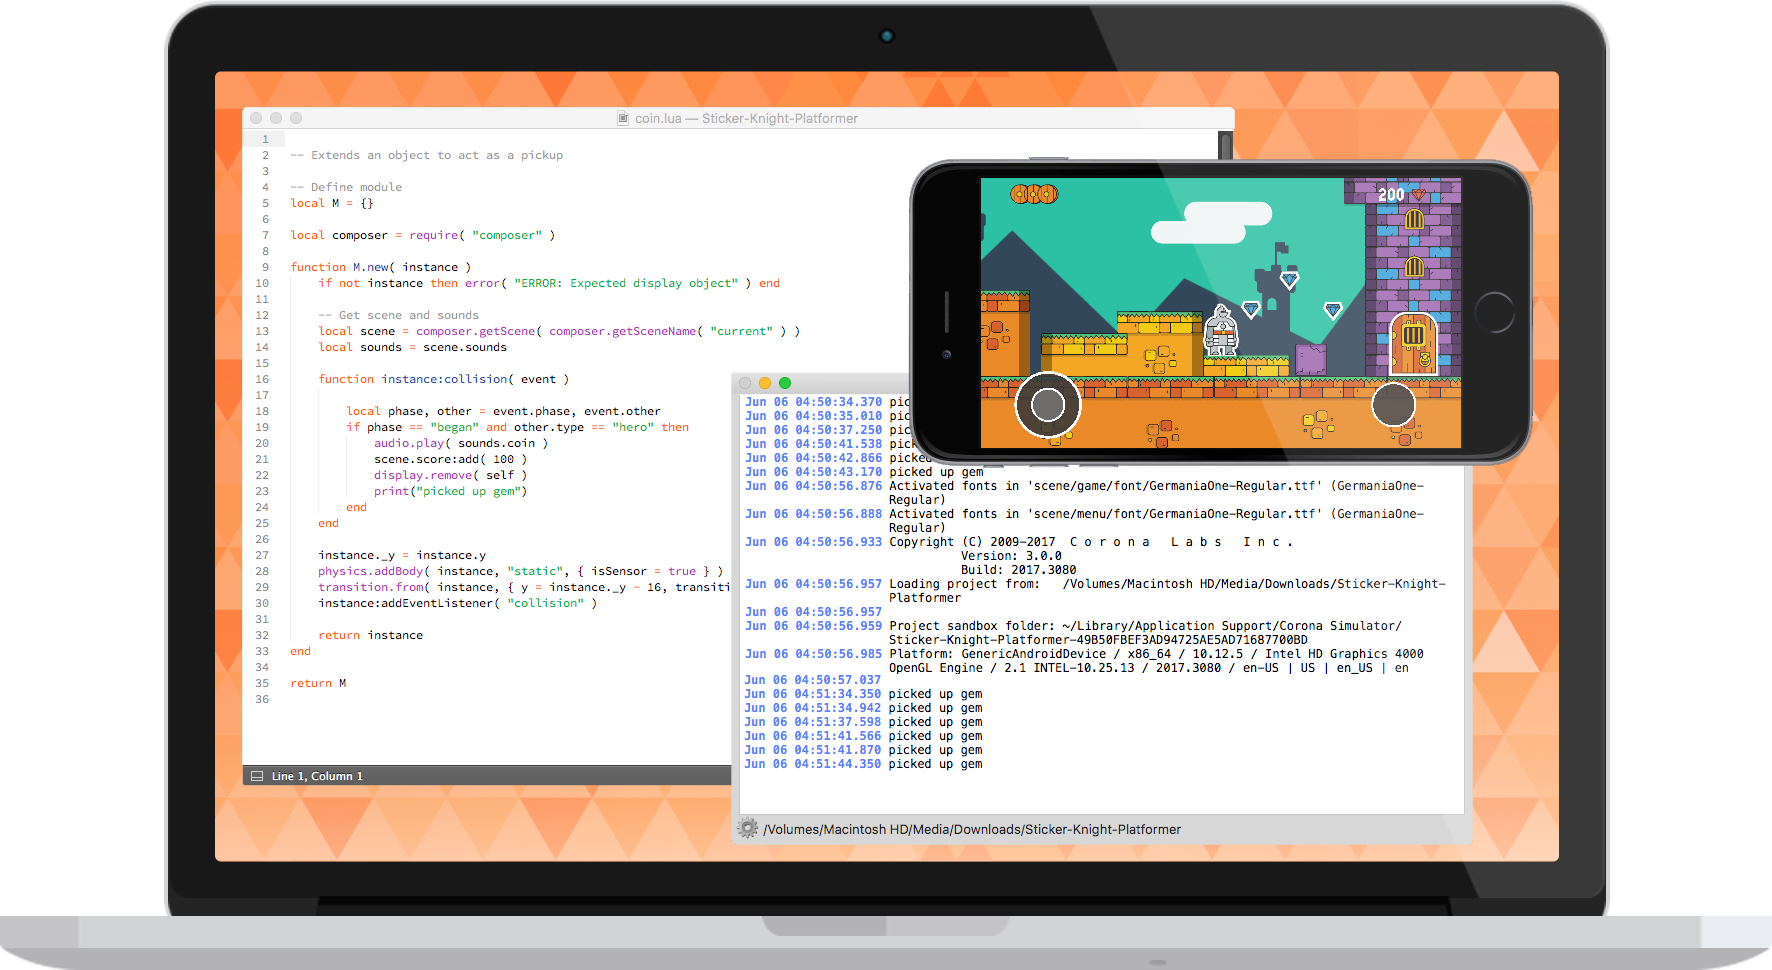 coin.lua — Sticker-Knight-Platformer
1
2 -- Extends an object to act as a pickup
3
4 -- Define module
5 local M = {}
6
7 local composer = require( "composer" )
8
9 function M.new( instance )
10 if not instance then error( "ERROR: Expected display object" ) end
11
12 -- Get scene and sounds
13 local scene = composer.getScene( composer.getSceneName( "current" ) )
14 local sounds = scene.sounds
15
16 function instance:collision( event )
17
18 local phase, other = event.phase, event.other
19 if phase == "began" and other.type == "hero" then
20 audio.play( sounds.coin )
21 scene.score:add( 100 )
22 display.remove( self )
23 print("picked up gem")
24 end
25 end
26
27 instance._y = instance.y
28 physics.addBody( instance, "static", { isSensor = true } )
29 transition.from( instance, { y = instance._y - 16, transiti
30 instance:addEventListener( "collision" )
31
32 return instance
33 end
34
35 return M
36
Line 1, Column 1
200
Jun 06 04:50:34.370 pic
Jun 06 04:50:35.010 pic
Jun 06 04:50:37.250 pic
Jun 06 04:50:41.538 pick
Jun 06 04:50:42.866 picked
Jun 06 04:50:43.170 picked up gem
Jun 06 04:50:56.876 Activated fonts in 'scene/game/font/GermaniaOne-Regular.ttf' (GermaniaOne-
Regular)
Jun 06 04:50:56.888 Activated fonts in 'scene/menu/font/GermaniaOne-Regular.ttf' (GermaniaOne-
Regular)
Jun 06 04:50:56.933 Copyright (C) 2009-2017 C o r o n a L a b s I n c .
Version: 3.0.0
Build: 2017.3080
Jun 06 04:50:56.957 Loading project from: /Volumes/Macintosh HD/Media/Downloads/Sticker-Knight-
Platformer
Jun 06 04:50:56.957
Jun 06 04:50:56.959 Project sandbox folder: ~/Library/Application Support/Corona Simulator/
Sticker-Knight-Platformer-49B50FBEF3AD94725AE5AD71687700BD
Jun 06 04:50:56.985 Platform: GenericAndroidDevice / x86_64 / 10.12.5 / Intel HD Graphics 4000
OpenGL Engine / 2.1 INTEL-10.25.13 / 2017.3080 / en-US | US | en_US | en
Jun 06 04:50:57.037
Jun 06 04:51:34.350 picked up gem
Jun 06 04:51:34.942 picked up gem
Jun 06 04:51:37.598 picked up gem
Jun 06 04:51:41.566 picked up gem
Jun 06 04:51:41.870 picked up gem
Jun 06 04:51:44.350 picked up gem
/Volumes/Macintosh HD/Media/Downloads/Sticker-Knight-Platformer